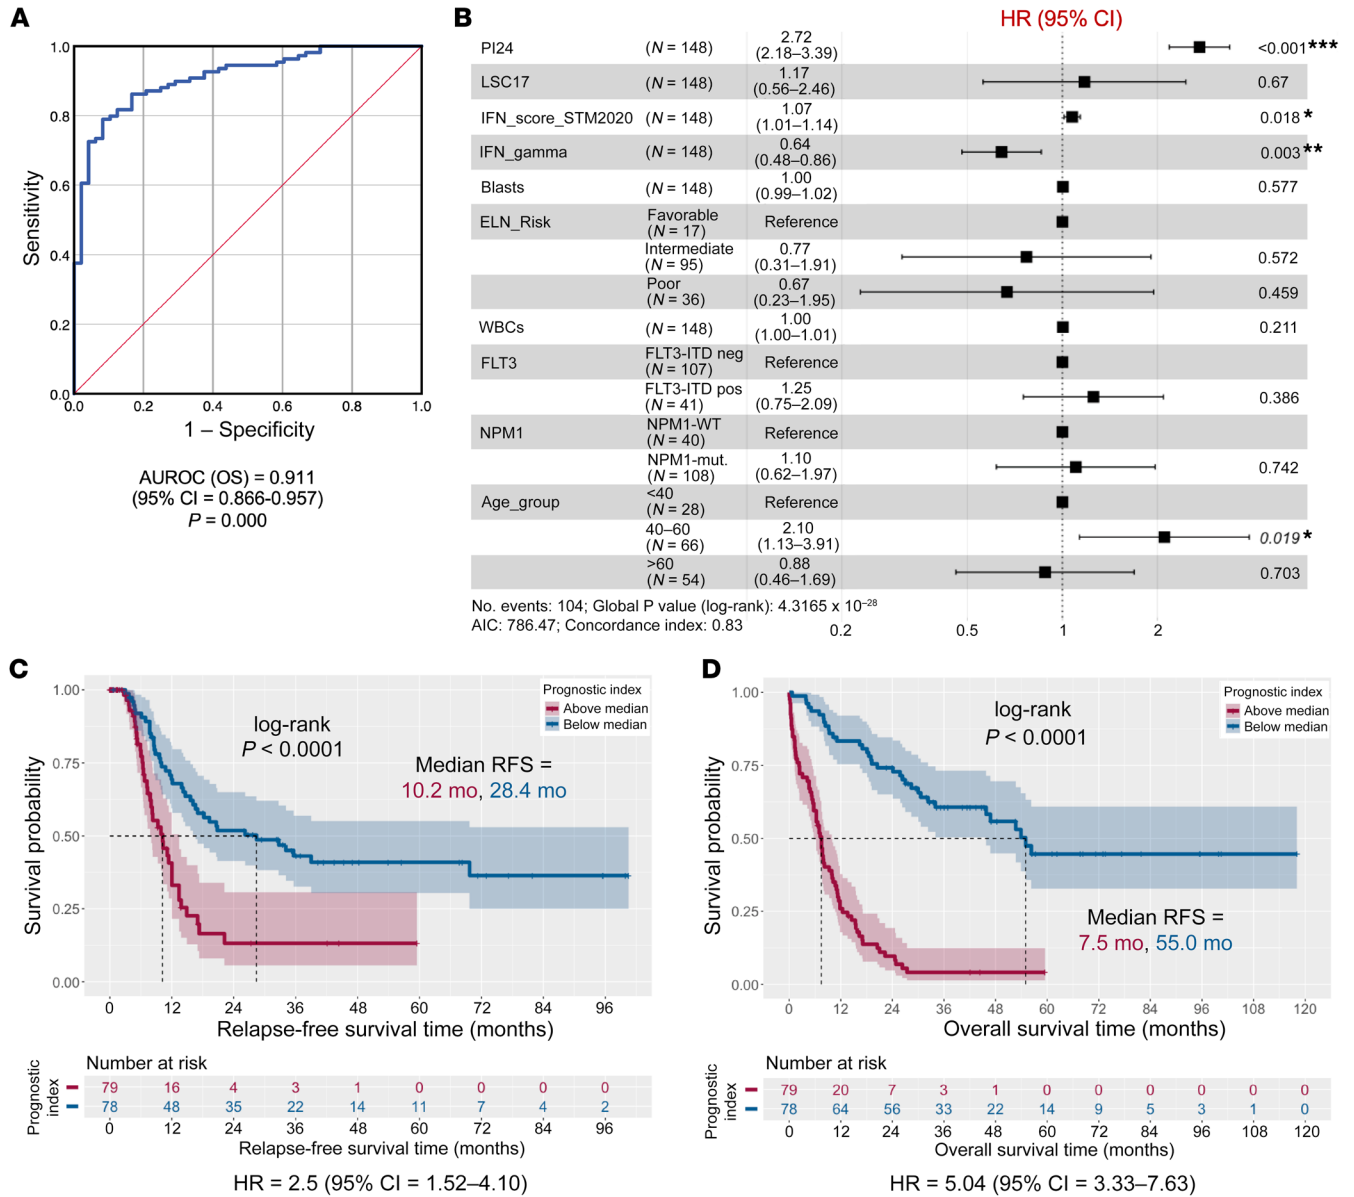 A
1.0
0.8
0.6
0.4
0.2
0.0
Sensitivity
0.0 0.2 0.4 0.6 0.8 1.0
1 – Specificity
AUROC (OS) = 0.911
(95% CI = 0.866-0.957)
P = 0.000
B
HR (95% CI)
PI24 (N = 148) 2.72 (2.18–3.39) <0.001***
LSC17 (N = 148) 1.17 (0.56–2.46) 0.67
IFN_score_STM2020 (N = 148) 1.07 (1.01–1.14) 0.018 *
IFN_gamma (N = 148) 0.64 (0.48–0.86) 0.003 **
Blasts (N = 148) 1.00 (0.99–1.02) 0.577
ELN_Risk Favorable (N = 17) Reference
Intermediate (N = 95) 0.77 (0.31–1.91) 0.572
Poor (N = 36) 0.67 (0.23–1.95) 0.459
WBCs (N = 148) 1.00 (1.00–1.01) 0.211
FLT3 FLT3-ITD neg (N = 107) Reference
FLT3-ITD pos (N = 41) 1.25 (0.75–2.09) 0.386
NPM1 NPM1-WT (N = 40) Reference
NPM1-mut. (N = 108) 1.10 (0.62–1.97) 0.742
Age_group <40 (N = 28) Reference
40–60 (N = 66) 2.10 (1.13–3.91) 0.019 *
>60 (N = 54) 0.88 (0.46–1.69) 0.703
No. events: 104; Global P value (log-rank): 4.3165 x 10–28
AIC: 786.47; Concordance index: 0.83
0.2 0.5 1 2
C
1.00
0.75
0.50
0.25
0.00
Survival probability
log-rank
P < 0.0001
Prognostic index
Above median
Below median
Median RFS =
10.2 mo, 28.4 mo
0 12 24 36 48 60 72 84 96
Relapse-free survival time (months)
Number at risk
Prognostic
index
79 16 4 3 1 0 0 0 0
78 48 35 22 14 11 7 4 2
0 12 24 36 48 60 72 84 96
Relapse-free survival time (months)
HR = 2.5 (95% CI = 1.52–4.10)
D
1.00
0.75
0.50
0.25
0.00
Survival probability
log-rank
P < 0.0001
Prognostic index
Above median
Below median
Median RFS =
7.5 mo, 55.0 mo
0 12 24 36 48 60 72 84 96 108 120
Overall survival time (months)
Number at risk
Prognostic
index
79 20 7 3 1 0 0 0 0 0 0
78 64 56 33 22 14 9 5 3 1 0
0 12 24 36 48 60 72 84 96 108 120
Overall survival time (months)
HR = 5.04 (95% CI = 3.33–7.63)